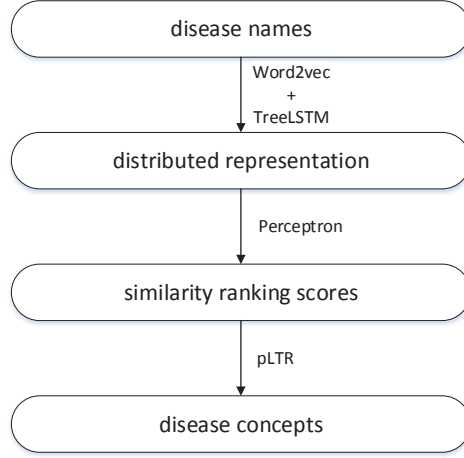 disease names
Word2vec
+
TreeLSTM
distributed representation
Perceptron
similarity ranking scores
pLTR
disease concepts